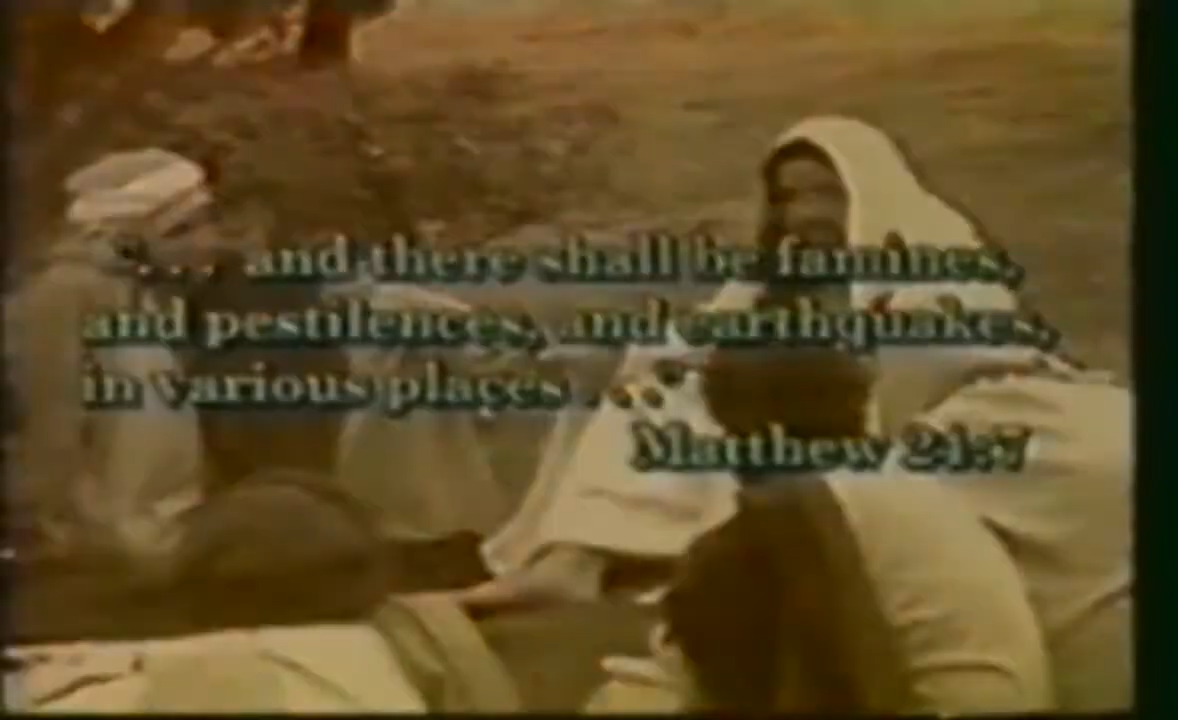 ". . . and there shall be famines,
and pestilences, and earthquakes,
in various places . . ."
Matthew 24:7